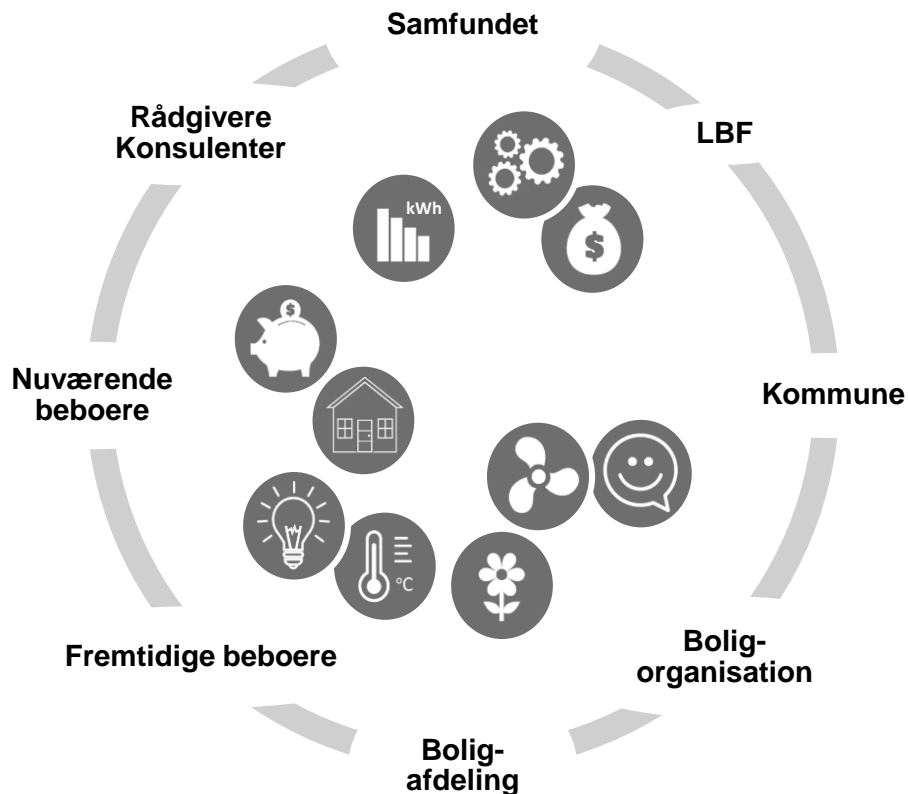 Samfundet
Rådgivere
Konsulenter
LBF
kWh
$
$
Nuværende
beboere
Kommune
°C
Fremtidige beboere
Bolig-
organisation
Bolig-
afdeling